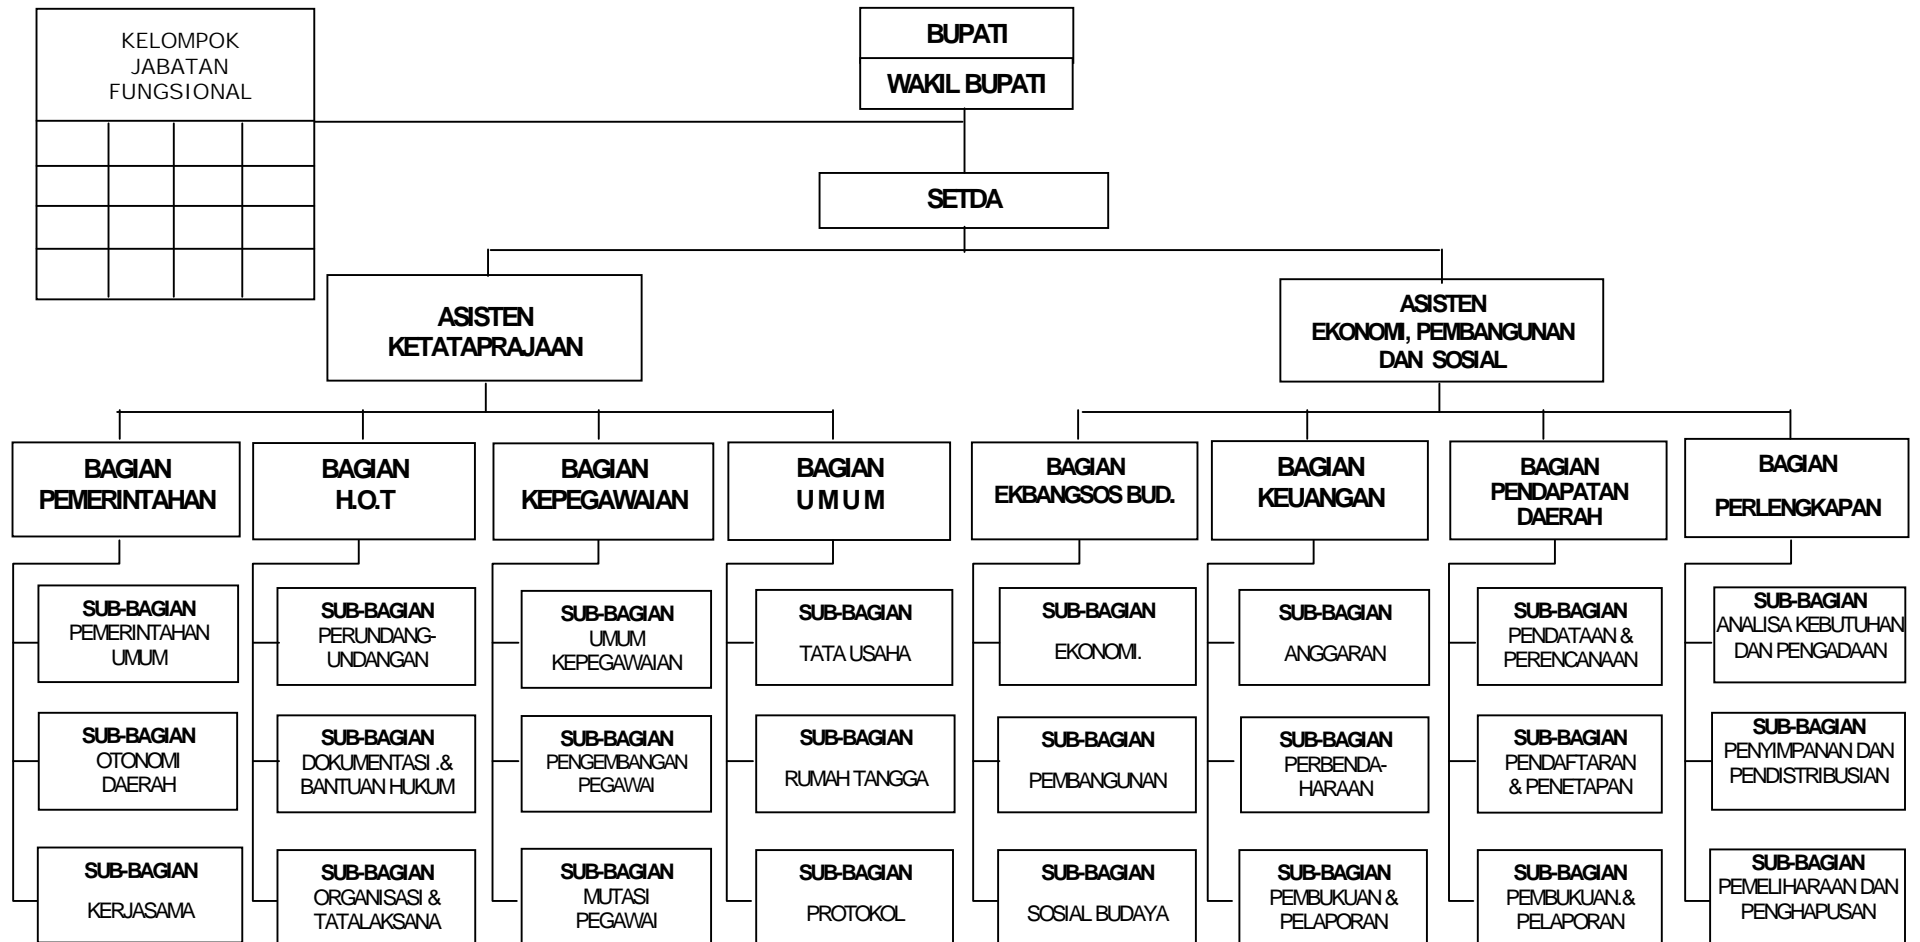 KELOMPOK
JABATAN
FUNGSIONAL
BUPATI
WAKIL BUPATI
SETDA
ASISTEN
KETATAPRAJAAN
ASISTEN
EKONOMI, PEMBANGUNAN
DAN SOSIAL
BAGIAN
PEMERINTAHAN
BAGIAN
H.O.T
BAGIAN
KEPEGAWAIAN
BAGIAN
U M U M
BAGIAN
EKBANGSOS BUD.
BAGIAN
KEUANGAN
BAGIAN
PENDAPATAN
DAERAH
BAGIAN
PERLENGKAPAN
SUB-BAGIAN
PEMERINTAHAN
UMUM
SUB-BAGIAN
PERUNDANG-
UNDANGAN
SUB-BAGIAN
UMUM
KEPEGAWAIAN
SUB-BAGIAN
TATA USAHA
SUB-BAGIAN
EKONOMI.
SUB-BAGIAN
ANGGARAN
SUB-BAGIAN
PENDATAAN &
PERENCANAAN
SUB-BAGIAN
ANALISA KEBUTUHAN
DAN PENGADAAN
SUB-BAGIAN
OTONOMI
DAERAH
SUB-BAGIAN
DOKUMENTASI .&
BANTUAN HUKUM
SUB-BAGIAN
PENGEMBANGAN
PEGAWAI
SUB-BAGIAN
RUMAH TANGGA
SUB-BAGIAN
PEMBANGUNAN
SUB-BAGIAN
PERBENDA-
HARAAN
SUB-BAGIAN
PENDAFTARAN
& PENETAPAN
SUB-BAGIAN
PENYIMPANAN DAN
PENDISTRIBUSIAN
SUB-BAGIAN
KERJASAMA
SUB-BAGIAN
ORGANISASI &
TATALAKSANA
SUB-BAGIAN
MUTASI
PEGAWAI
SUB-BAGIAN
PROTOKOL
SUB-BAGIAN
SOSIAL BUDAYA
SUB-BAGIAN
PEMBUKUAN &
PELAPORAN
SUB-BAGIAN
PEMBUKUAN.&
PELAPORAN
SUB-BAGIAN
PEMELIHARAAN DAN
PENGHAPUSAN